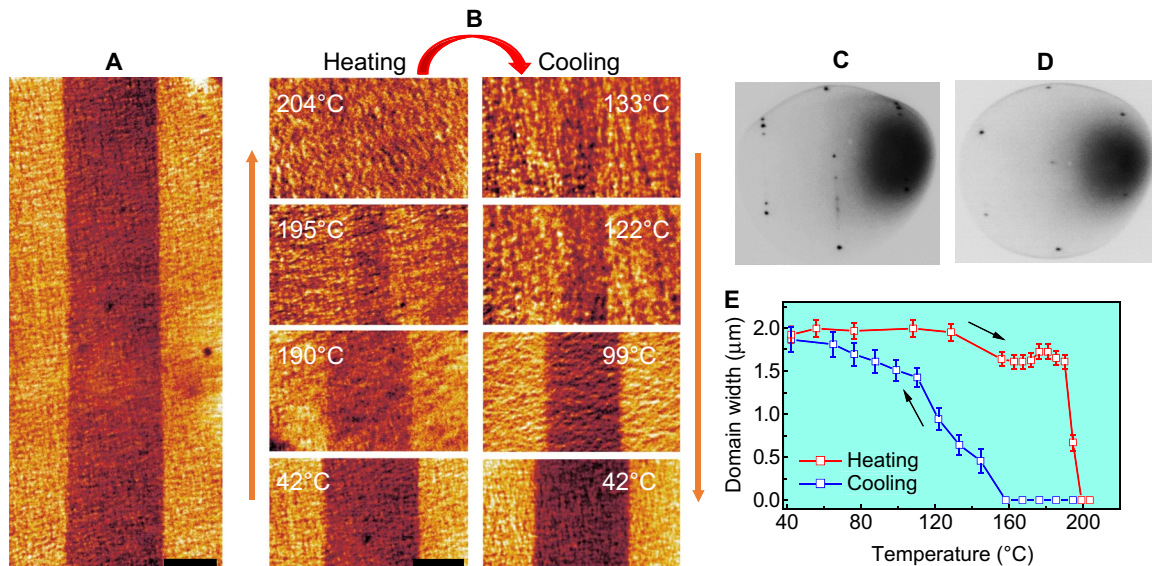 A
B
Heating
Cooling
204°C
133°C
195°C
122°C
190°C
99°C
42°C
42°C
C
D
E
Domain width (µm)
2.0
1.5
1.0
0.5
0.0
Heating
Cooling
40
80
120
160
200
Temperature (°C)